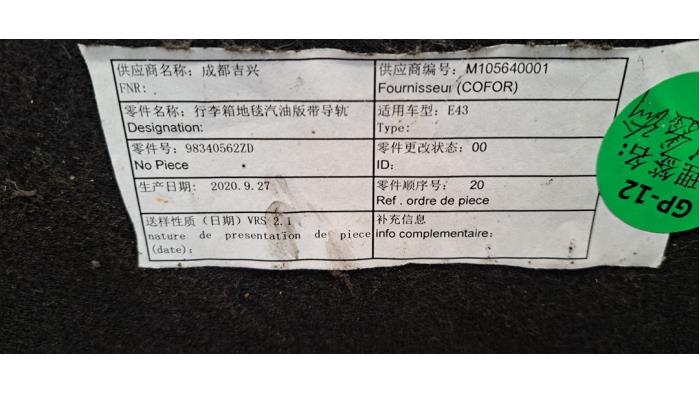 供应商名称：成都吉兴
FNR:
供应商编号：M105640001
Fournisseur (COFOR)
零件名称：行李箱地毯汽油版带导轨
Designation:
适用车型：E43
Type:
零件号：98340562ZD
No Piece
零件更改状态：00
ID:
生产日期：2020.9.27
零件顺序号：20
Ref . ordre de piece
送样性质（日期）VRS 2.1
nature de presentation de piece
(date):
补充信息
info complementaire:
GP-12
签名: